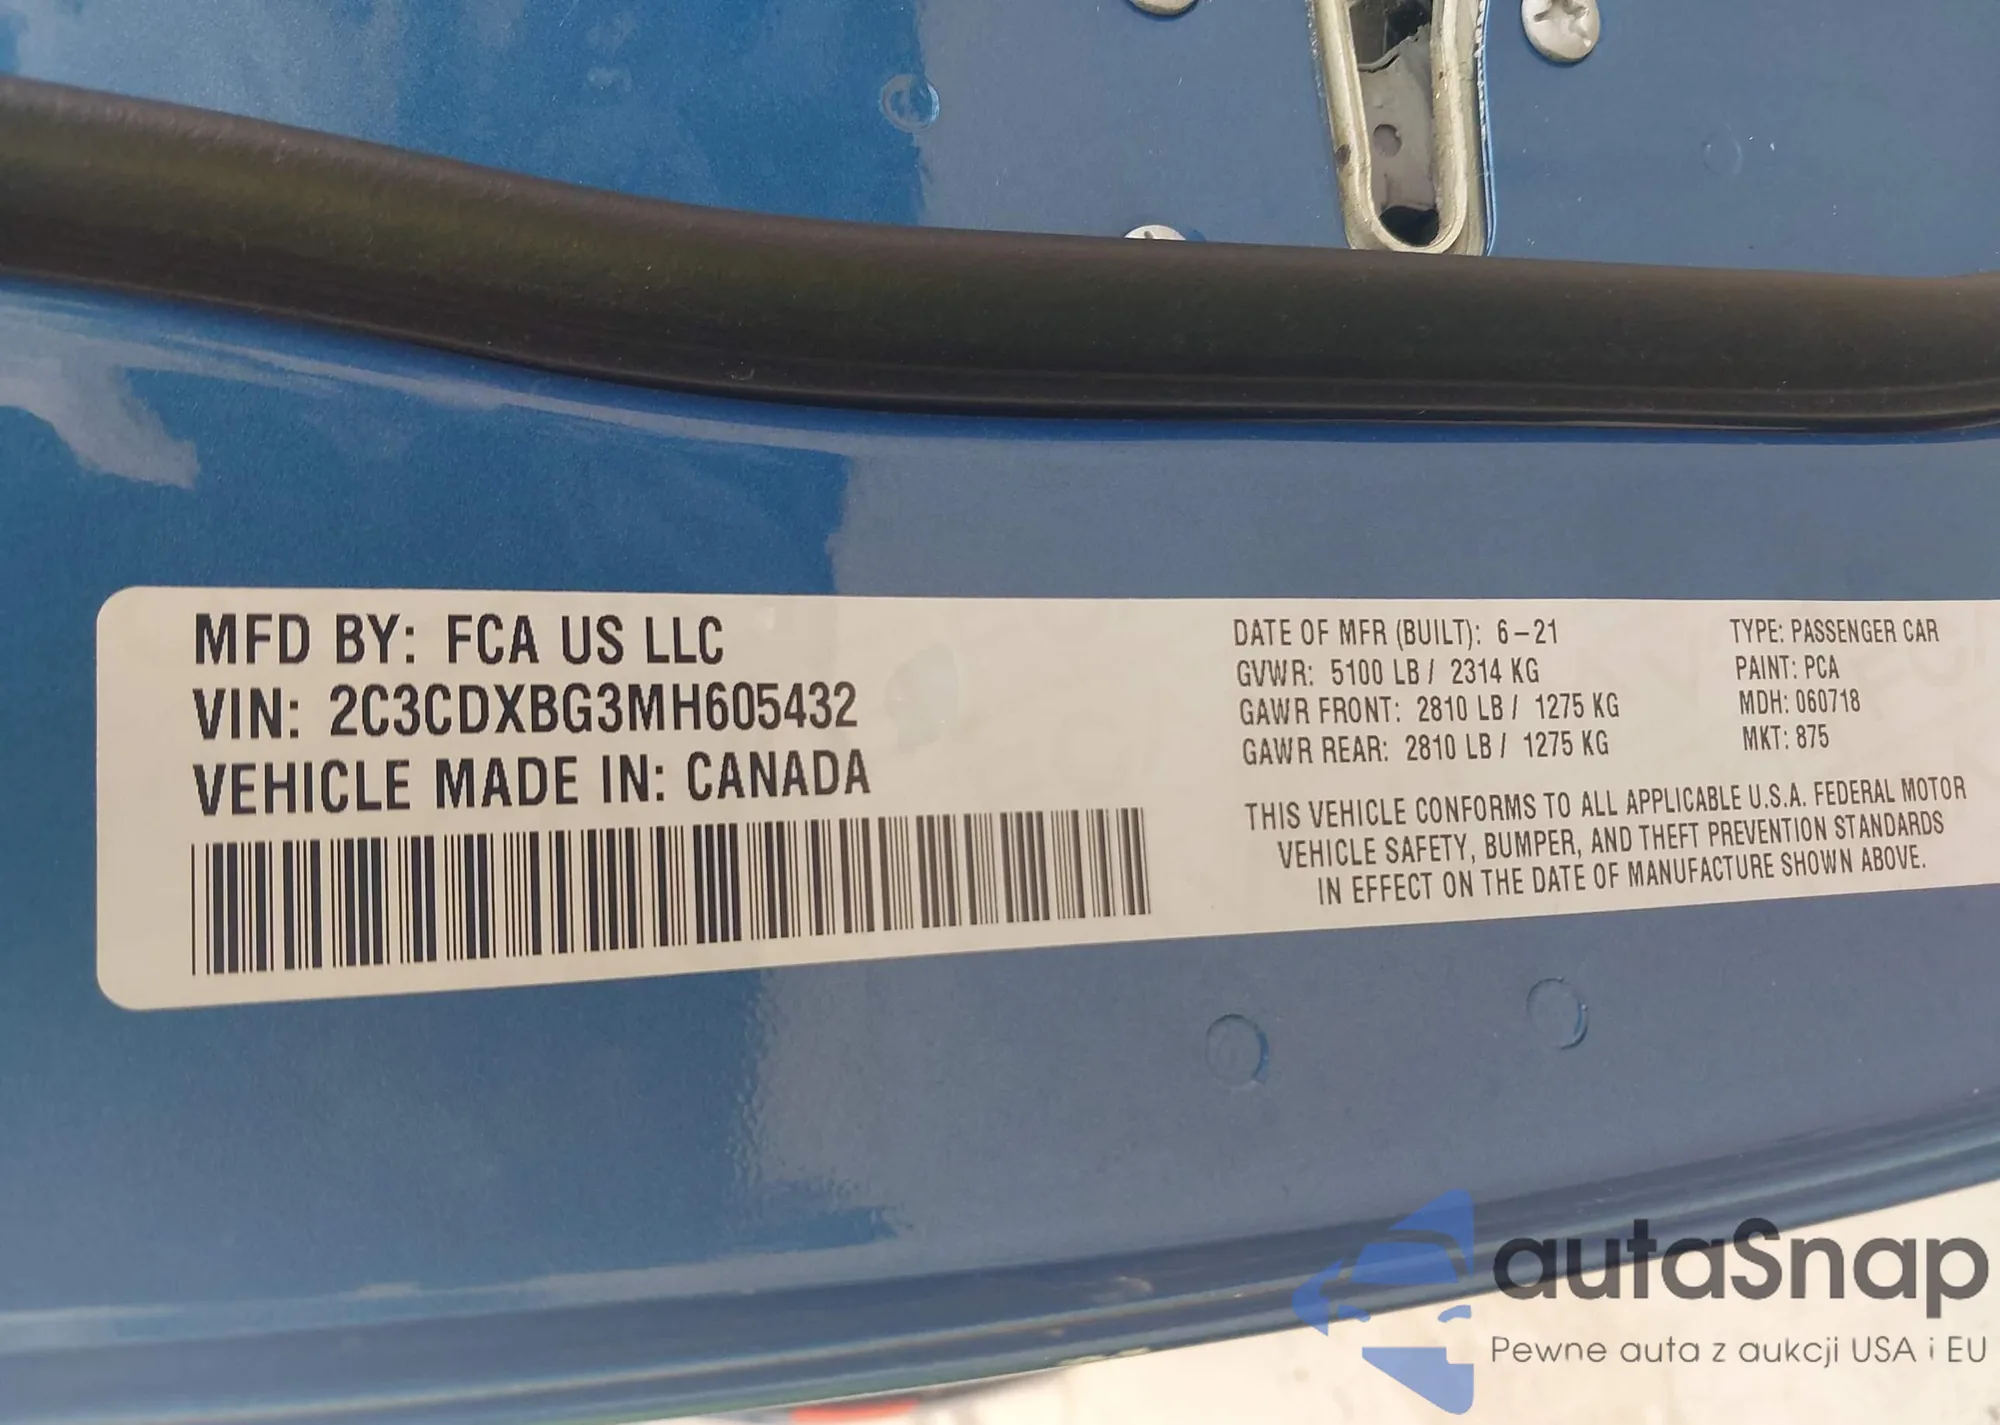 MFD BY: FCA US LLC
VIN: 2C3CDXBG3MH605432
VEHICLE MADE IN: CANADA
DATE OF MFR (BUILT): 6-21
GVWR: 5100 LB / 2314 KG
GAWR FRONT: 2810 LB / 1275 KG
GAWR REAR: 2810 LB / 1275 KG
TYPE: PASSENGER CAR
PAINT: PCA
MDH: 060718
MKT: 875
THIS VEHICLE CONFORMS TO ALL APPLICABLE U.S.A. FEDERAL MOTOR
VEHICLE SAFETY, BUMPER, AND THEFT PREVENTION STANDARDS
IN EFFECT ON THE DATE OF MANUFACTURE SHOWN ABOVE.
autaSnap
Pewne auta z aukcji USA i EU